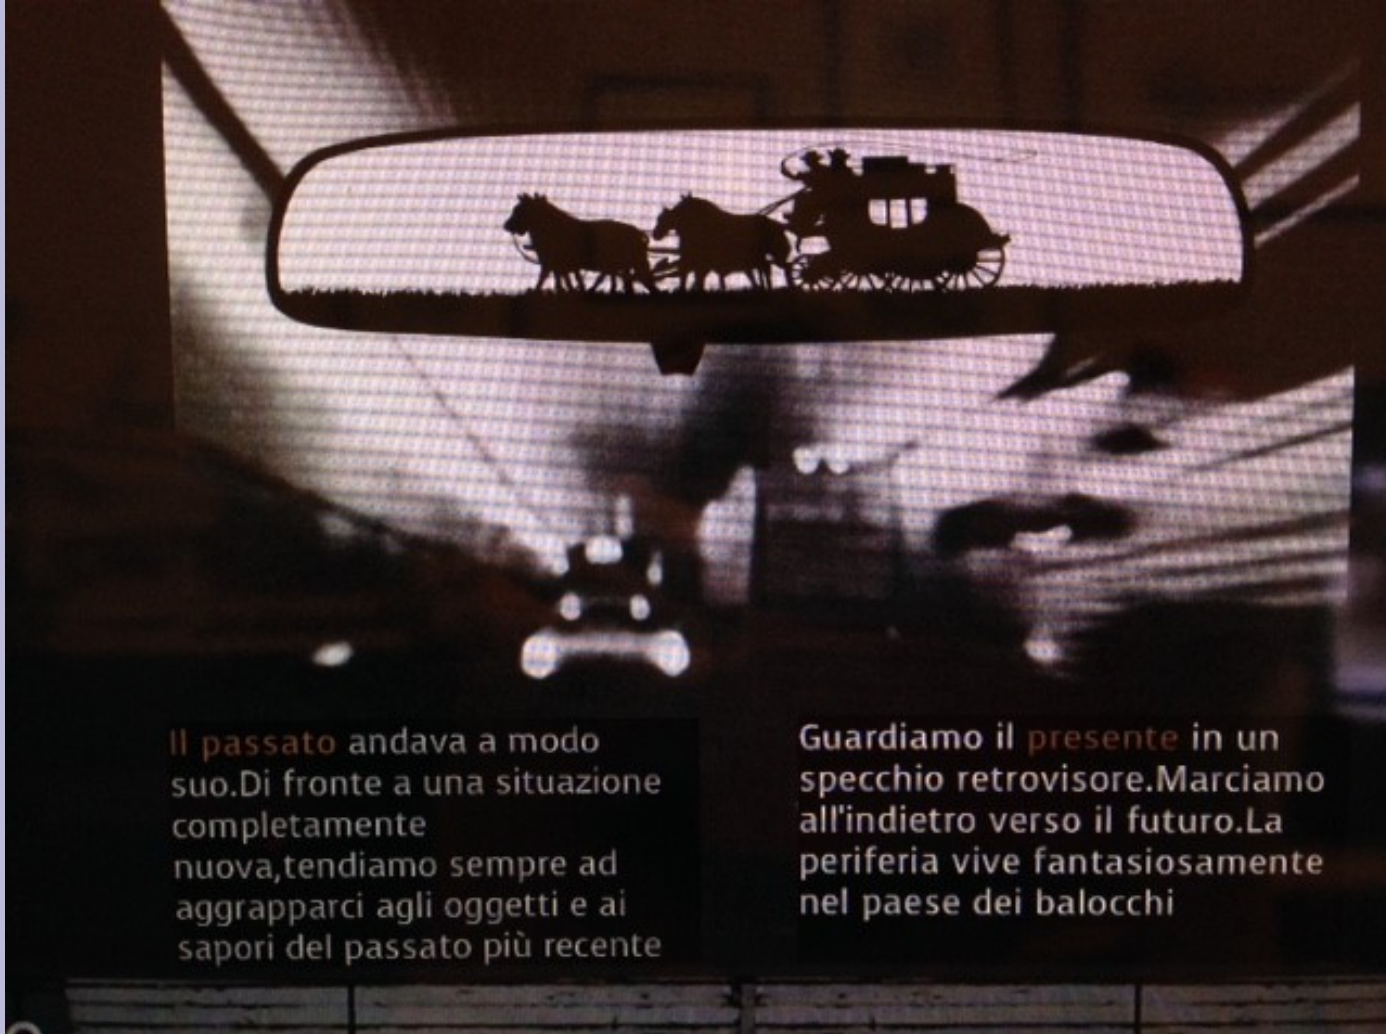 Il passato andava a modo
suo.Di fronte a una situazione
completamente
nuova,tendiamo sempre ad
aggrapparci agli oggetti e ai
sapori del passato più recente
Guardiamo il presente in un
specchio retrovisore.Marciamo
all'indietro verso il futuro.La
periferia vive fantasiosamente
nel paese dei balocchi